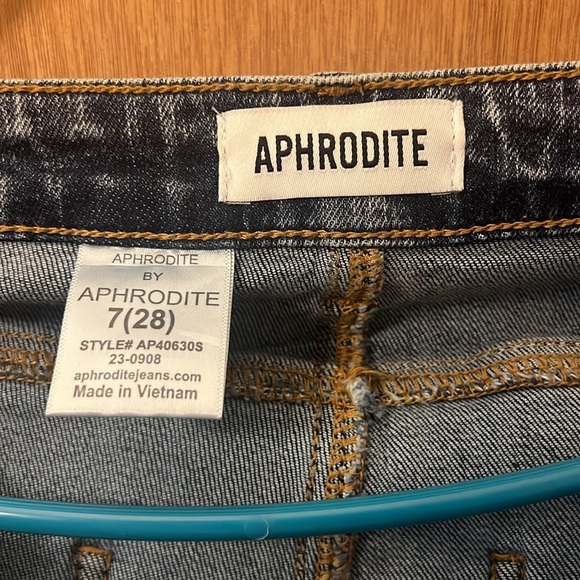 APHRODITE
APHRODITE
BY
APHRODITE
7(28)
STYLE# AP40630S
23-0908
aphroditejeans.com
Made in Vietnam